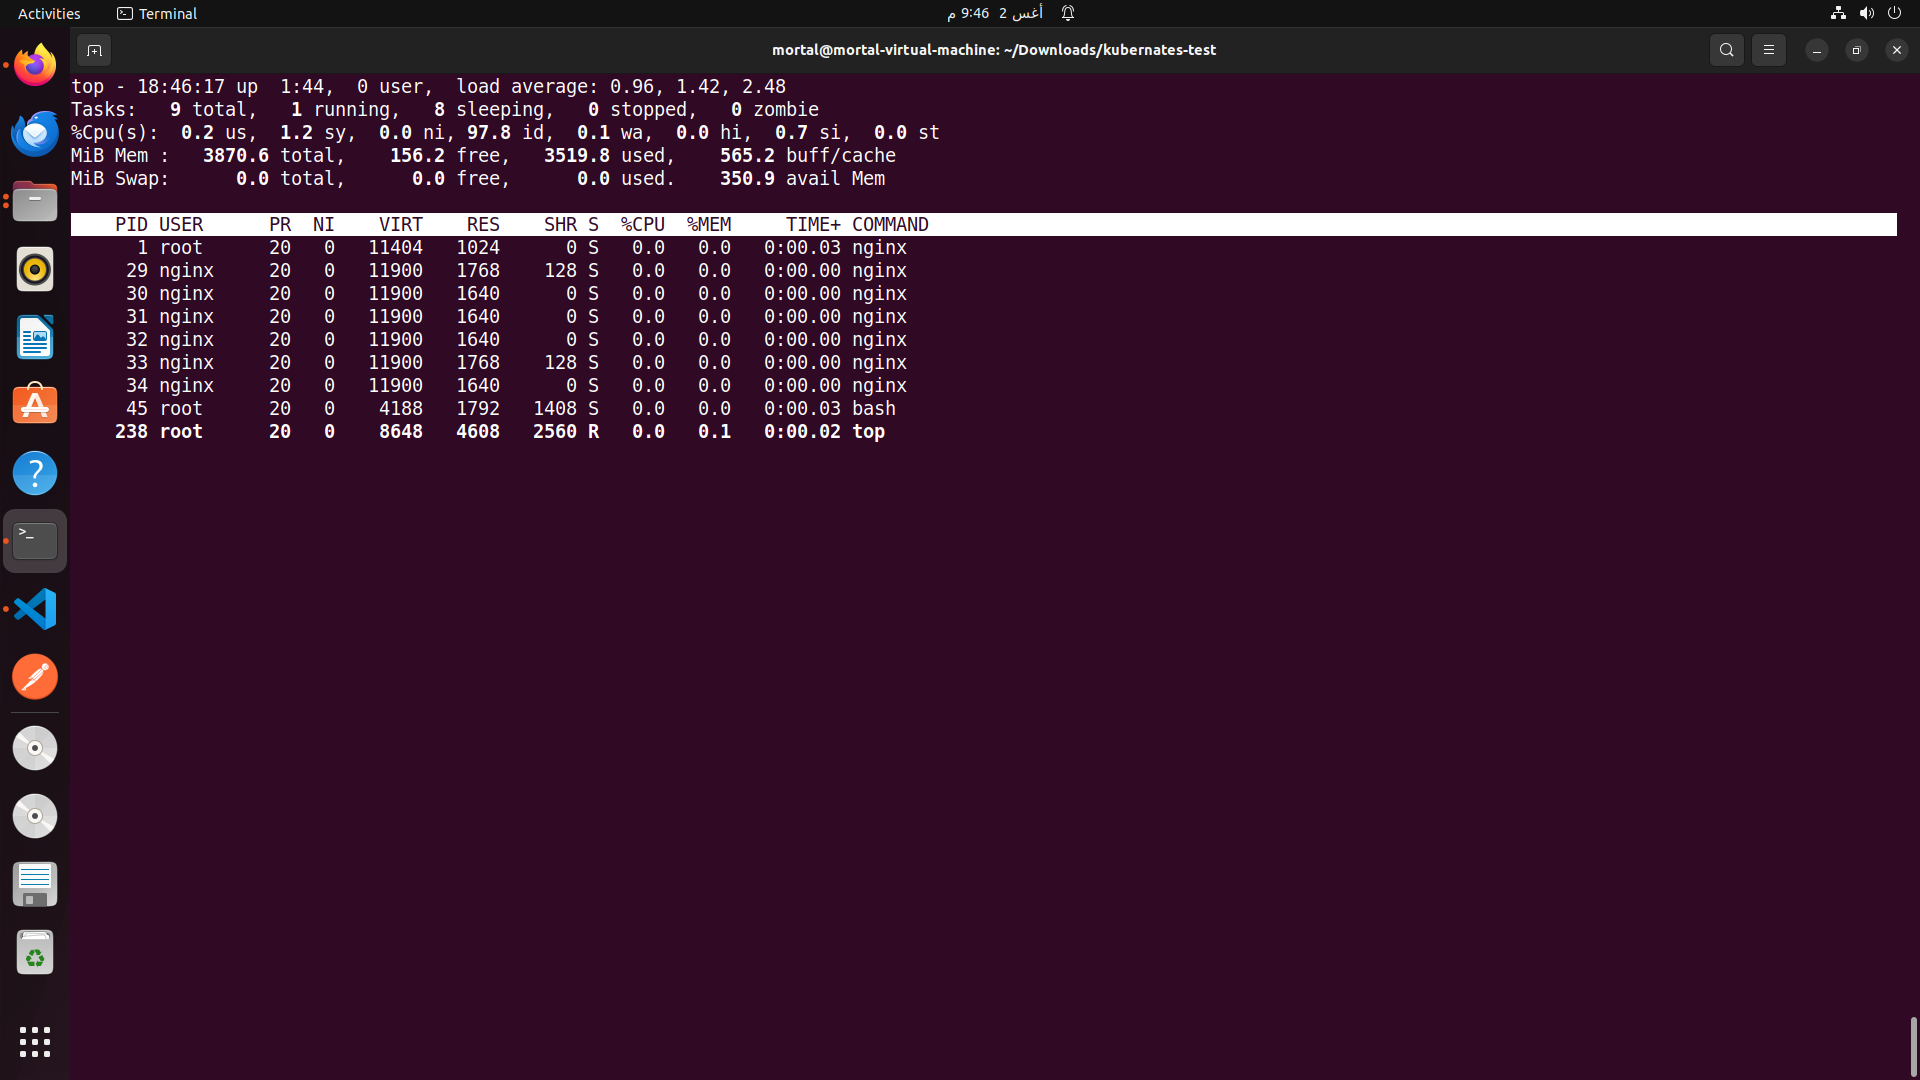 Activities Terminal أغس 2 9:46 م
mortal@mortal-virtual-machine: ~/Downloads/kubernates-test
top - 18:46:17 up  1:44,  0 user,  load average: 0.96, 1.42, 2.48
Tasks:   9 total,   1 running,   8 sleeping,   0 stopped,   0 zombie
%Cpu(s):  0.2 us,  1.2 sy,  0.0 ni, 97.8 id,  0.1 wa,  0.0 hi,  0.7 si,  0.0 st
MiB Mem :   3870.6 total,    156.2 free,   3519.8 used,    565.2 buff/cache
MiB Swap:      0.0 total,      0.0 free,      0.0 used.    350.9 avail Mem
    PID USER      PR  NI    VIRT    RES    SHR S  %CPU  %MEM     TIME+ COMMAND
      1 root      20   0   11404   1024      0 S   0.0   0.0   0:00.03 nginx
     29 nginx     20   0   11900   1768    128 S   0.0   0.0   0:00.00 nginx
     30 nginx     20   0   11900   1640      0 S   0.0   0.0   0:00.00 nginx
     31 nginx     20   0   11900   1640      0 S   0.0   0.0   0:00.00 nginx
     32 nginx     20   0   11900   1640      0 S   0.0   0.0   0:00.00 nginx
     33 nginx     20   0   11900   1768    128 S   0.0   0.0   0:00.00 nginx
     34 nginx     20   0   11900   1640      0 S   0.0   0.0   0:00.00 nginx
     45 root      20   0    4188   1792   1408 S   0.0   0.0   0:00.03 bash
    238 root      20   0    8648   4608   2560 R   0.0   0.1   0:00.02 top